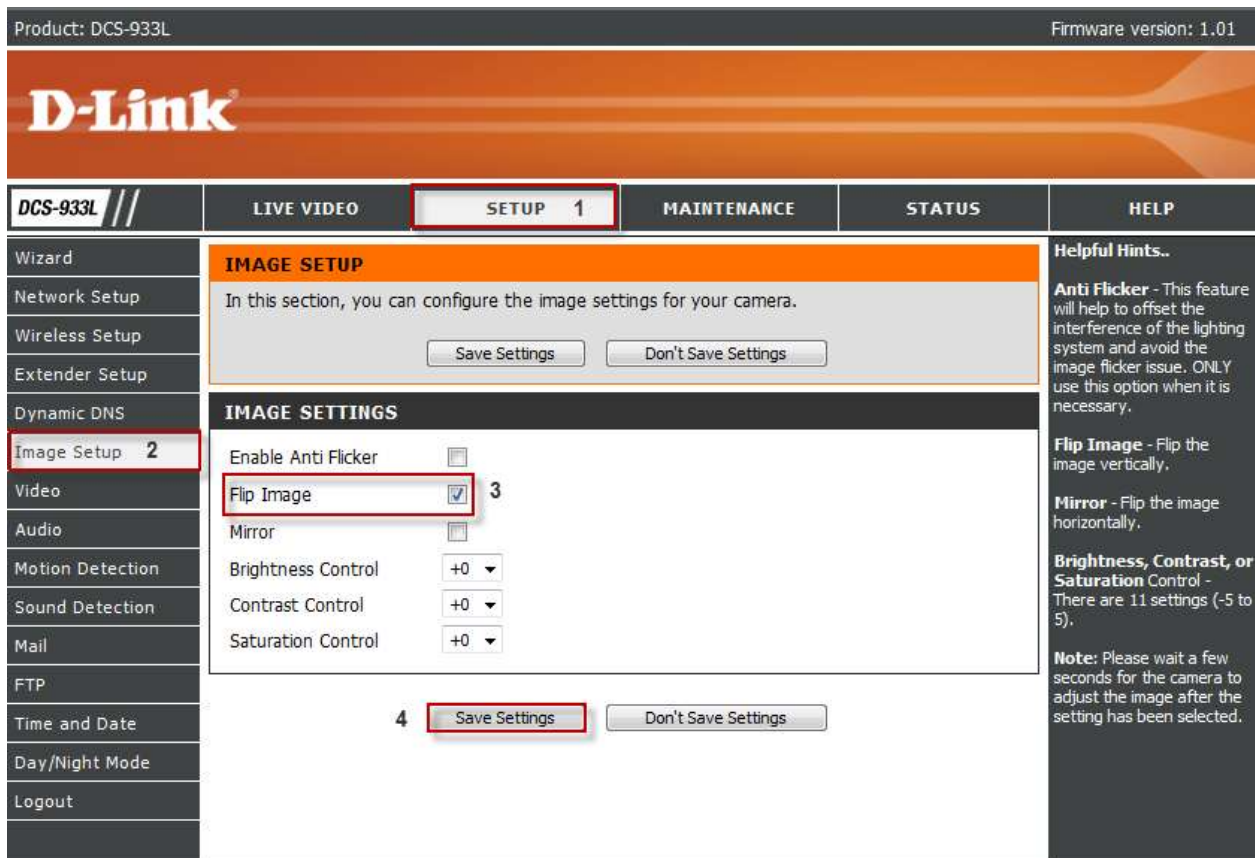 Product: DCS-933L
Firmware version: 1.01
D-Link
DCS-933L
LIVE VIDEO
SETUP 1
MAINTENANCE
STATUS
HELP
Wizard
Network Setup
Wireless Setup
Extender Setup
Dynamic DNS
Image Setup 2
Video
Audio
Motion Detection
Sound Detection
Mail
FTP
Time and Date
Day/Night Mode
Logout
IMAGE SETUP
In this section, you can configure the image settings for your camera.
Save Settings
Don't Save Settings
IMAGE SETTINGS
Enable Anti Flicker
Flip Image 3
Mirror
Brightness Control +0
Contrast Control +0
Saturation Control +0
4 Save Settings
Don't Save Settings
Helpful Hints..
Anti Flicker - This feature
will help to offset the
interference of the lighting
system and avoid the
image flicker issue. ONLY
use this option when it is
necessary.
Flip Image - Flip the
image vertically.
Mirror - Flip the image
horizontally.
Brightness, Contrast, or
Saturation Control -
There are 11 settings (-5 to
5).
Note: Please wait a few
seconds for the camera to
adjust the image after the
setting has been selected.